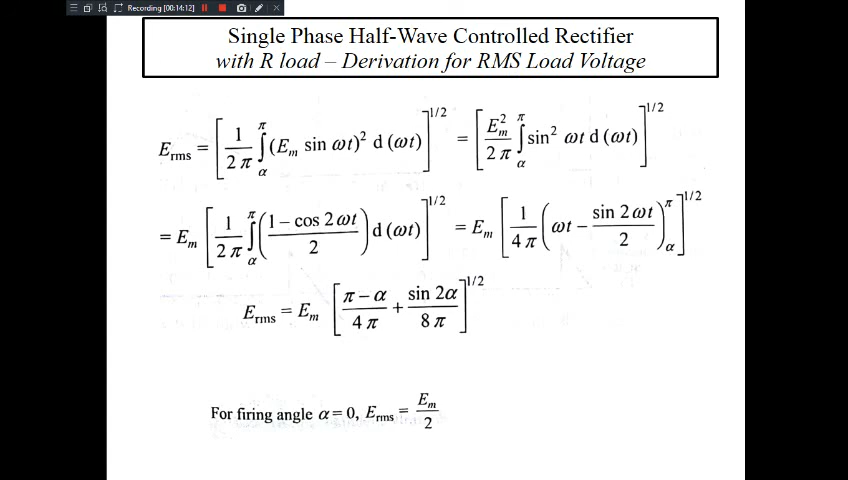 Recording [00:14:12]
Single Phase Half-Wave Controlled Rectifier
with R load – Derivation for RMS Load Voltage
E_rms = [ 1/(2π) ∫_α^π (E_m sin ωt)² d (ωt) ]^1/2 = [ E_m²/(2π) ∫_α^π sin² ωt d (ωt) ]^1/2
= E_m [ 1/(2π) ∫_α^π ( (1 – cos 2ωt)/2 ) d (ωt) ]^1/2 = E_m [ 1/(4π) ( ωt – (sin 2ωt)/2 )_α^π ]^1/2
E_rms = E_m [ (π – α)/(4π) + (sin 2α)/(8π) ]^1/2
For firing angle α = 0, E_rms = E_m/2